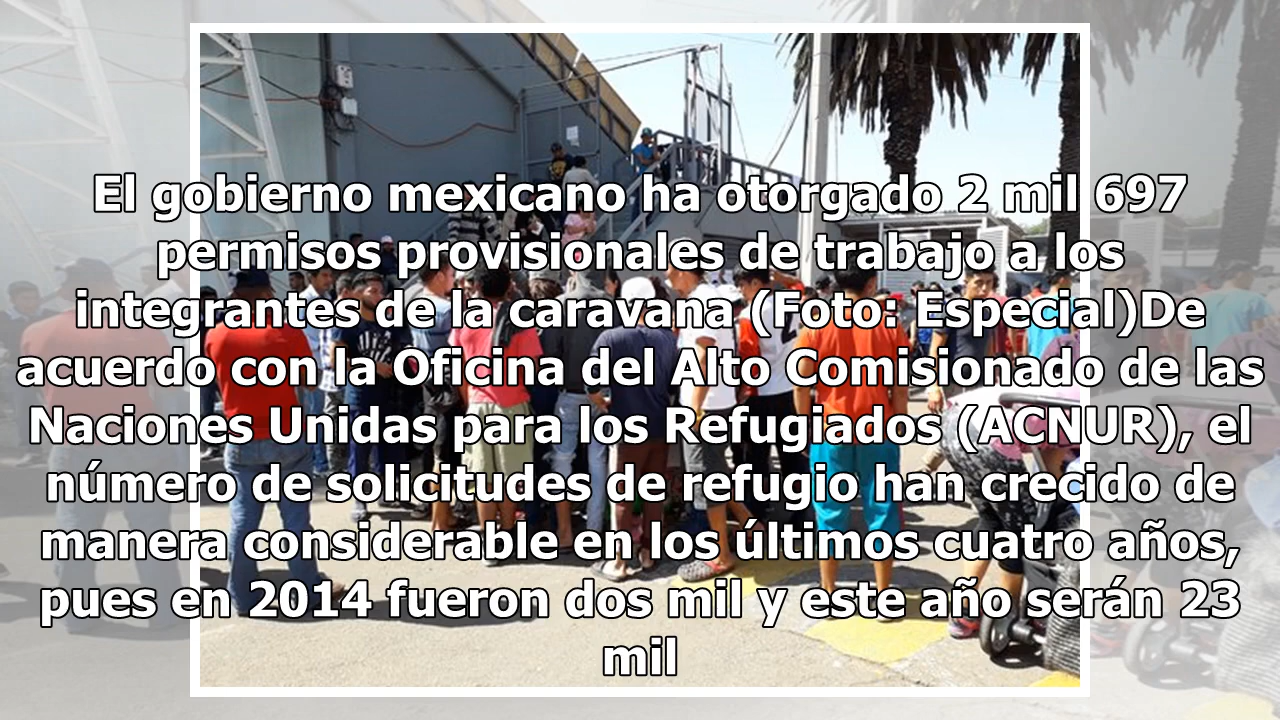 El gobierno mexicano ha otorgado 2 mil 697
permisos provisionales de trabajo a los
integrantes de la caravana (Foto: Especial)De
acuerdo con la Oficina del Alto Comisionado de las
Naciones Unidas para los Refugiados (ACNUR), el
número de solicitudes de refugio han crecido de
manera considerable en los últimos cuatro años,
pues en 2014 fueron dos mil y este año serán 23
mil